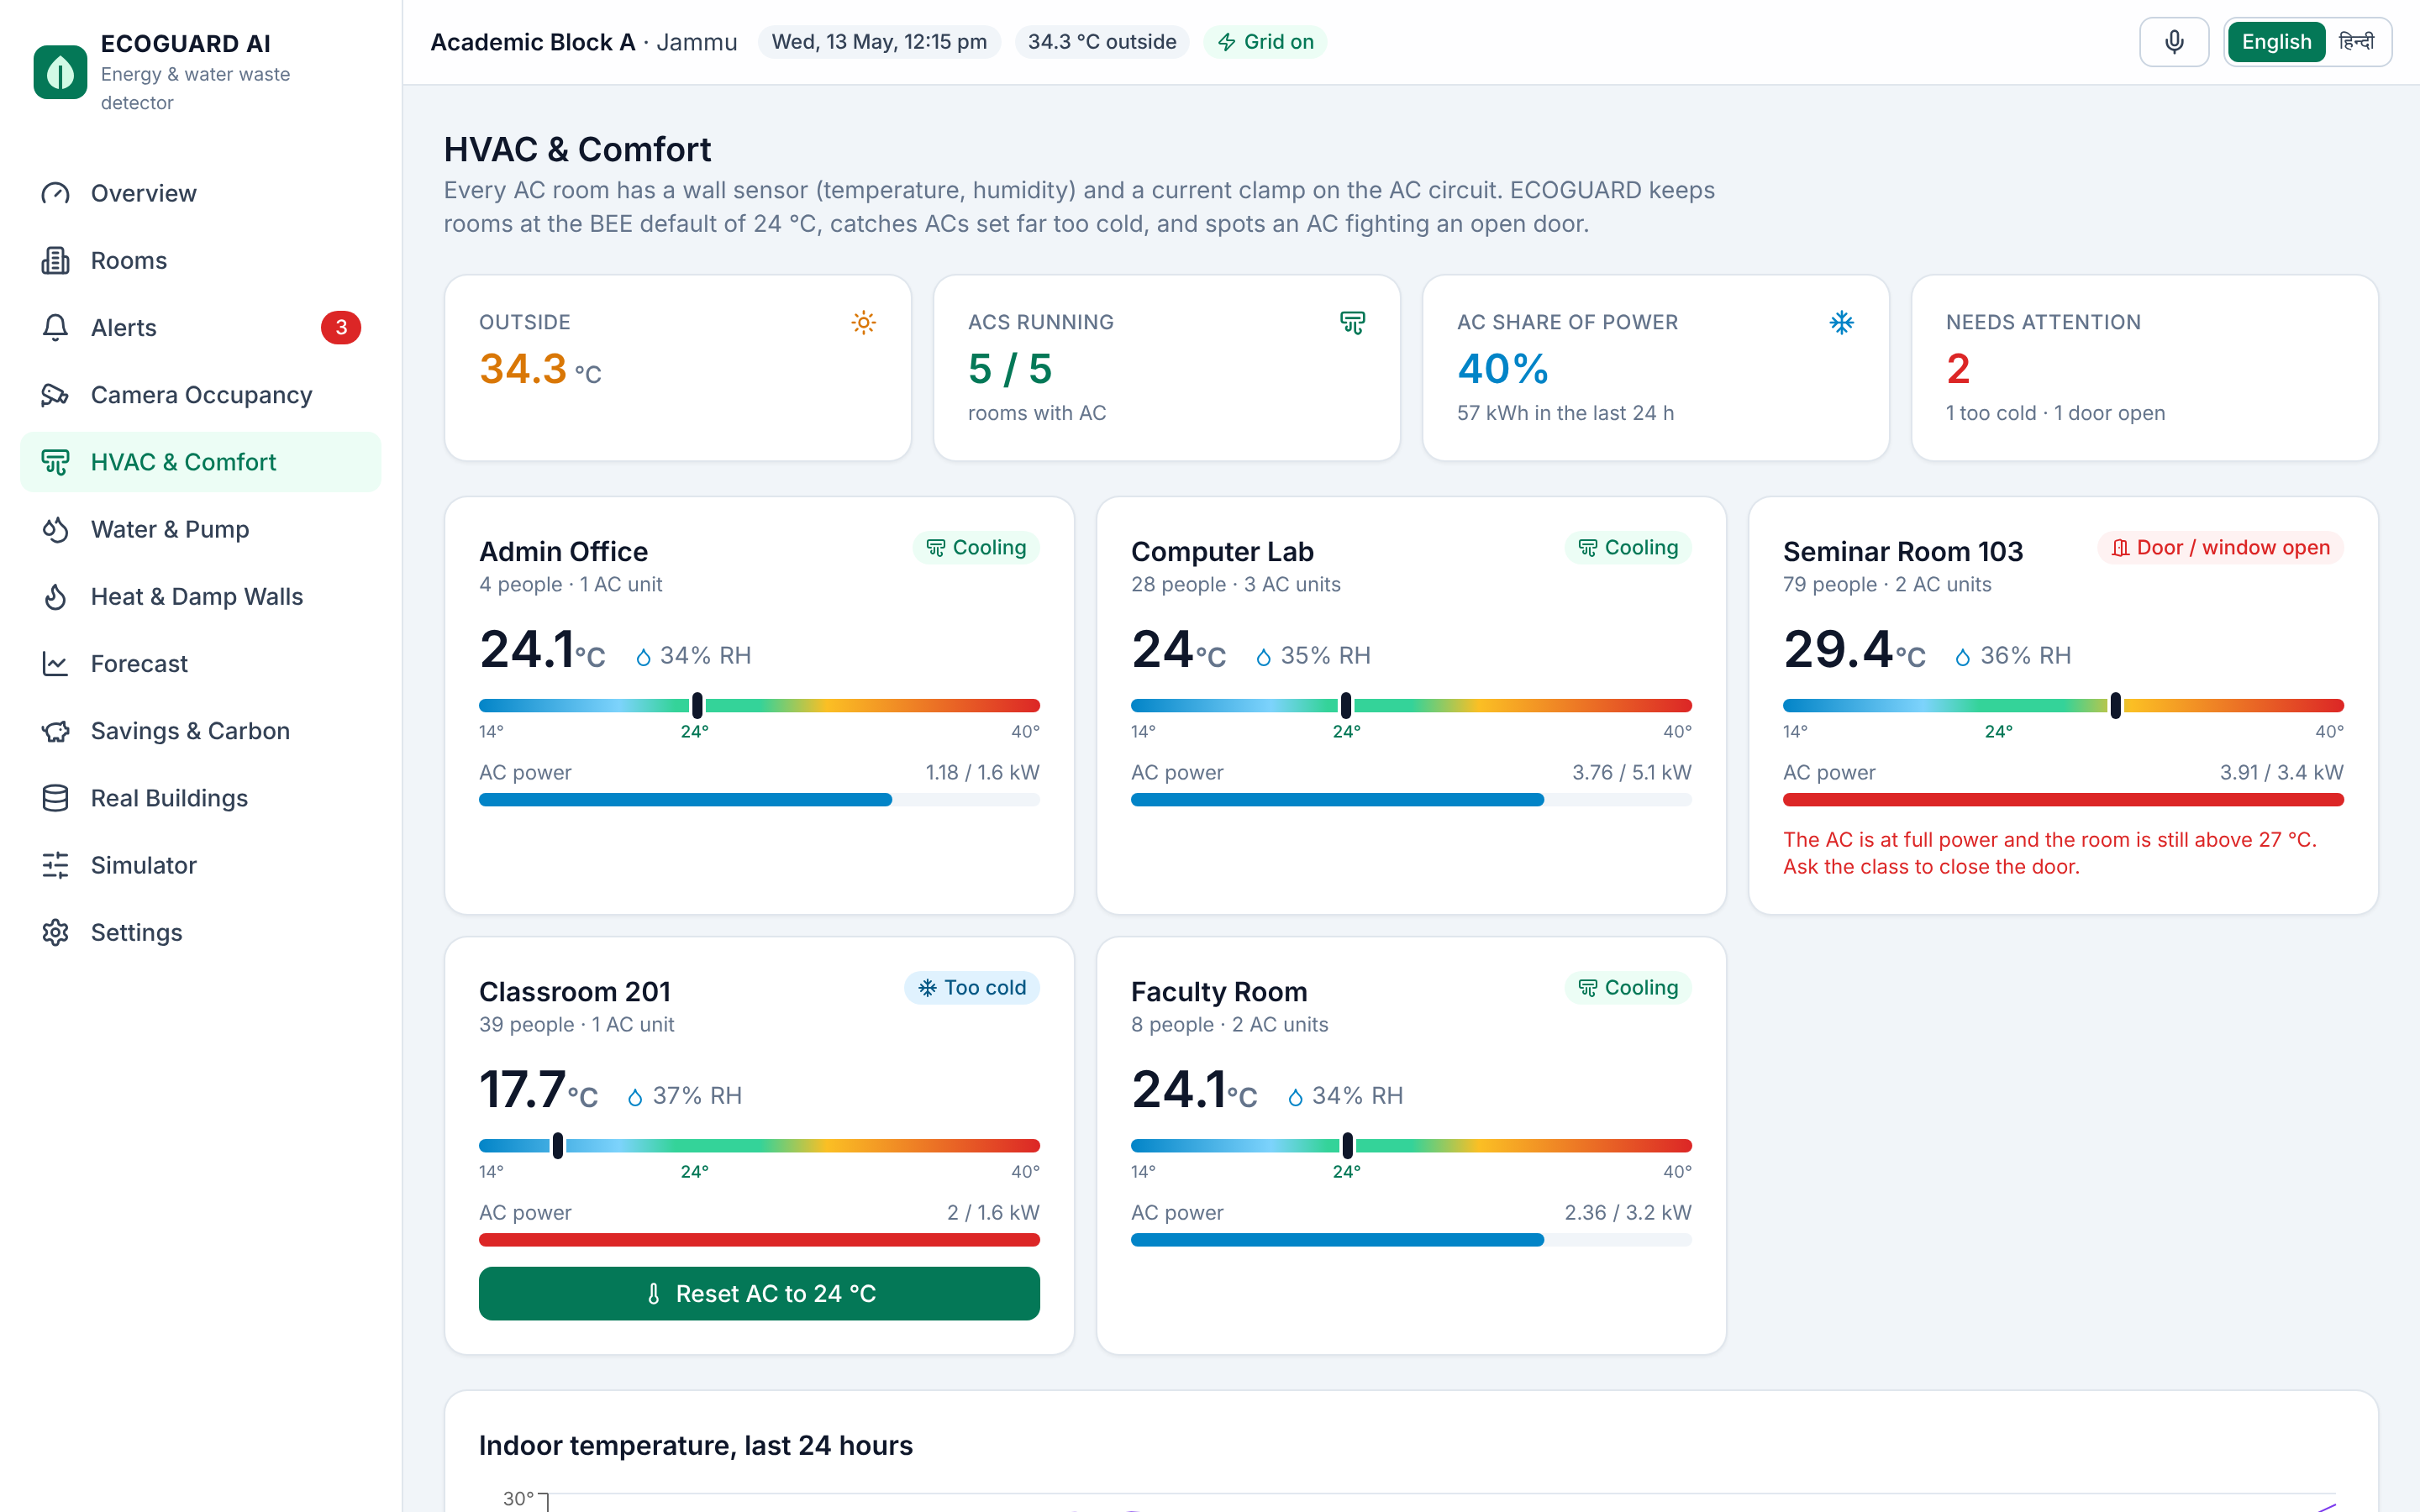 ECOGUARD AI
Energy & water waste
detector
Overview
Rooms
Alerts
3
Camera Occupancy
HVAC & Comfort
Water & Pump
Heat & Damp Walls
Forecast
Savings & Carbon
Real Buildings
Simulator
Settings
Academic Block A · Jammu
Wed, 13 May, 12:15 pm
34.3 °C outside
Grid on
English
हिन्दी
HVAC & Comfort
Every AC room has a wall sensor (temperature, humidity) and a current clamp on the AC circuit. ECOGUARD keeps
rooms at the BEE default of 24 °C, catches ACs set far too cold, and spots an AC fighting an open door.
OUTSIDE
34.3 °C
ACS RUNNING
5 / 5
rooms with AC
AC SHARE OF POWER
40%
57 kWh in the last 24 h
NEEDS ATTENTION
2
1 too cold · 1 door open
Admin Office
Cooling
4 people · 1 AC unit
24.1°C
34% RH
14° 24° 40°
AC power 1.18 / 1.6 kW
Computer Lab
Cooling
28 people · 3 AC units
24°C
35% RH
14° 24° 40°
AC power 3.76 / 5.1 kW
Seminar Room 103
Door / window open
79 people · 2 AC units
29.4°C
36% RH
14° 24° 40°
AC power 3.91 / 3.4 kW
The AC is at full power and the room is still above 27 °C.
Ask the class to close the door.
Classroom 201
Too cold
39 people · 1 AC unit
17.7°C
37% RH
14° 24° 40°
AC power 2 / 1.6 kW
Reset AC to 24 °C
Faculty Room
Cooling
8 people · 2 AC units
24.1°C
34% RH
14° 24° 40°
AC power 2.36 / 3.2 kW
Indoor temperature, last 24 hours
30°